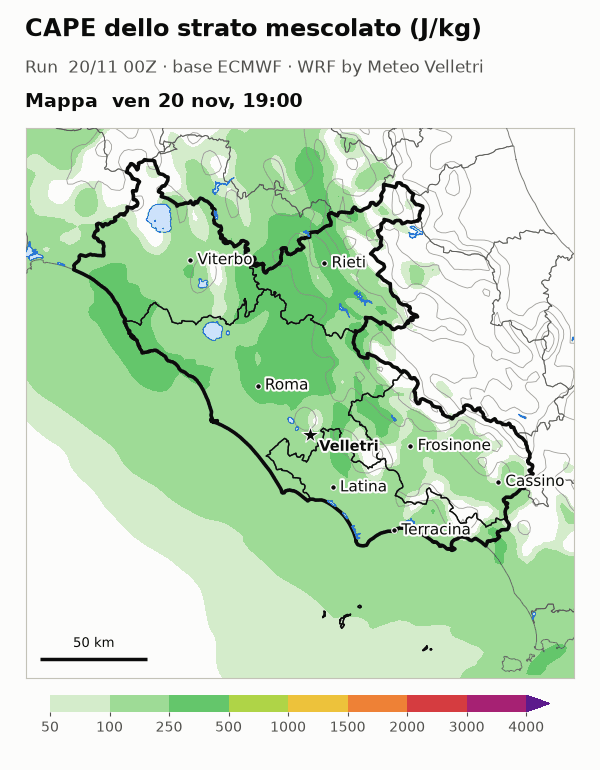 CAPE dello strato mescolato (J/kg)
Run  20/11 00Z · base ECMWF · WRF by Meteo Velletri
Mappa  ven 20 nov, 19:00
Viterbo
Rieti
Roma
Velletri
Frosinone
Cassino
Latina
Terracina
50 km
50 100 250 500 1000 1500 2000 3000 4000